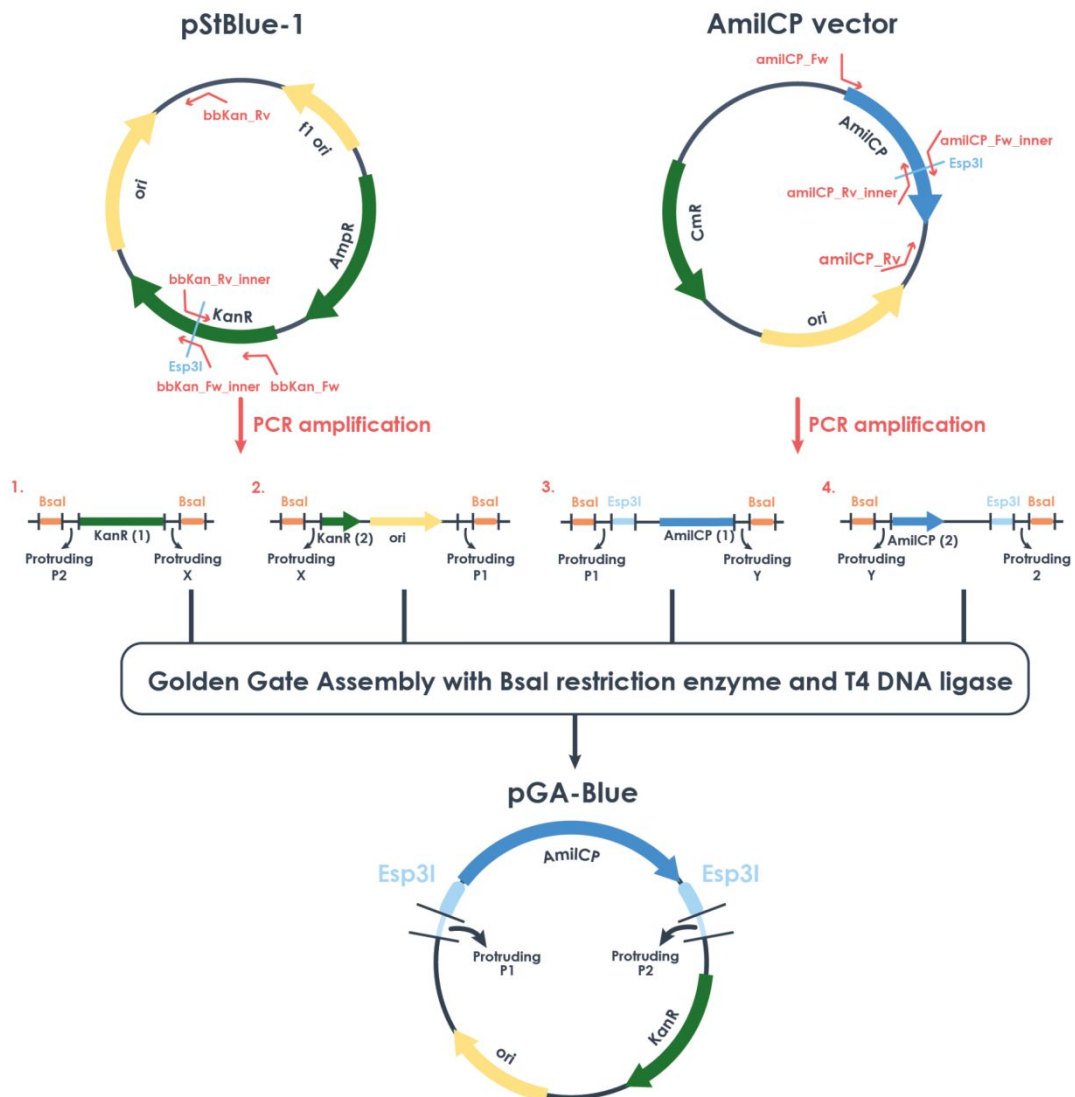 pStBlue-1
AmilCP vector
amilCP_Fw
bbKan_Rv
f1 ori
AmilCP
amilCP_Fw_inner
Esp3I
ori
amilCP_Rv_inner
CmR
AmpR
amilCP_Rv
bbKan_Rv_inner
KanR
ori
Esp3I
bbKan_Fw_inner
bbKan_Fw
PCR amplification
PCR amplification
1.
BsaI
BsaI
KanR (1)
Protruding
P2
Protruding
X
2.
BsaI
BsaI
KanR (2)
ori
Protruding
X
Protruding
P1
3.
BsaI
Esp3I
BsaI
AmilCP (1)
Protruding
P1
Protruding
Y
4.
BsaI
Esp3I
BsaI
AmilCP (2)
Protruding
Y
Protruding
2
Golden Gate Assembly with BsaI restriction enzyme and T4 DNA ligase
pGA-Blue
AmilCP
Esp3I
Esp3I
Protruding
P1
Protruding
P2
KanR
ori